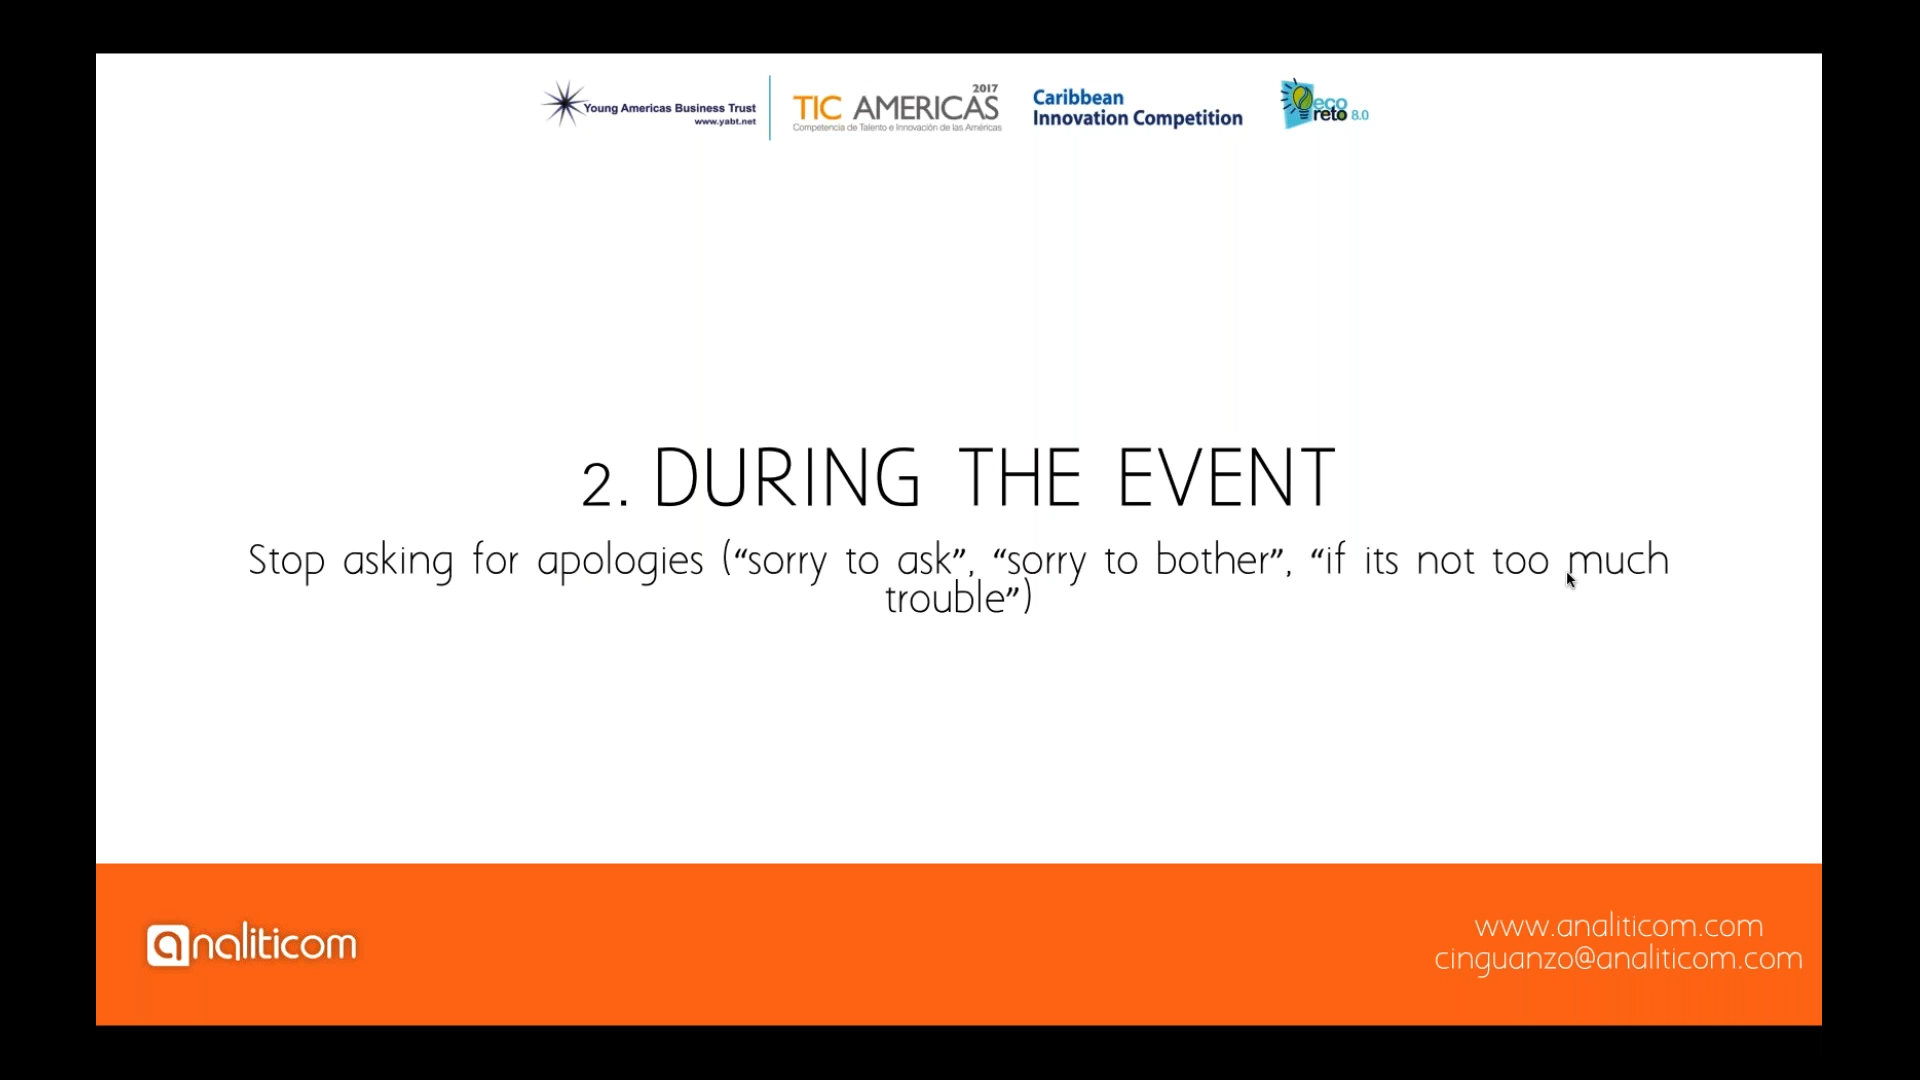 Young Americas Business Trust
www.yabt.net
2017
TIC AMERICAS
Competencia de Talento e Innovación de las Américas
Caribbean
Innovation Competition
eco
reto 8.0
2. DURING THE EVENT
Stop asking for apologies (“sorry to ask”, “sorry to bother”, “if its not too much
trouble”)
analiticom
www.analiticom.com
cinguanzo@analiticom.com